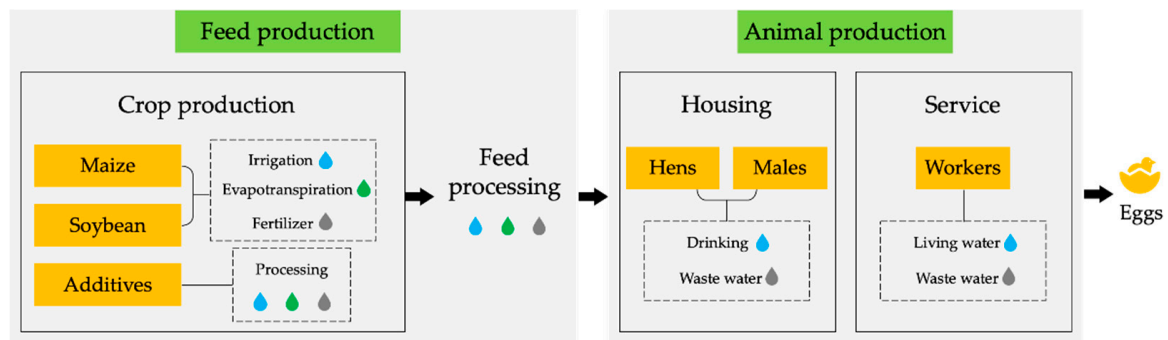 Feed production
Crop production
Maize
Soybean
Additives
Irrigation
Evapotranspiration
Fertilizer
Processing
Feed
processing
Animal production
Housing
Hens
Males
Drinking
Waste water
Service
Workers
Living water
Waste water
Eggs